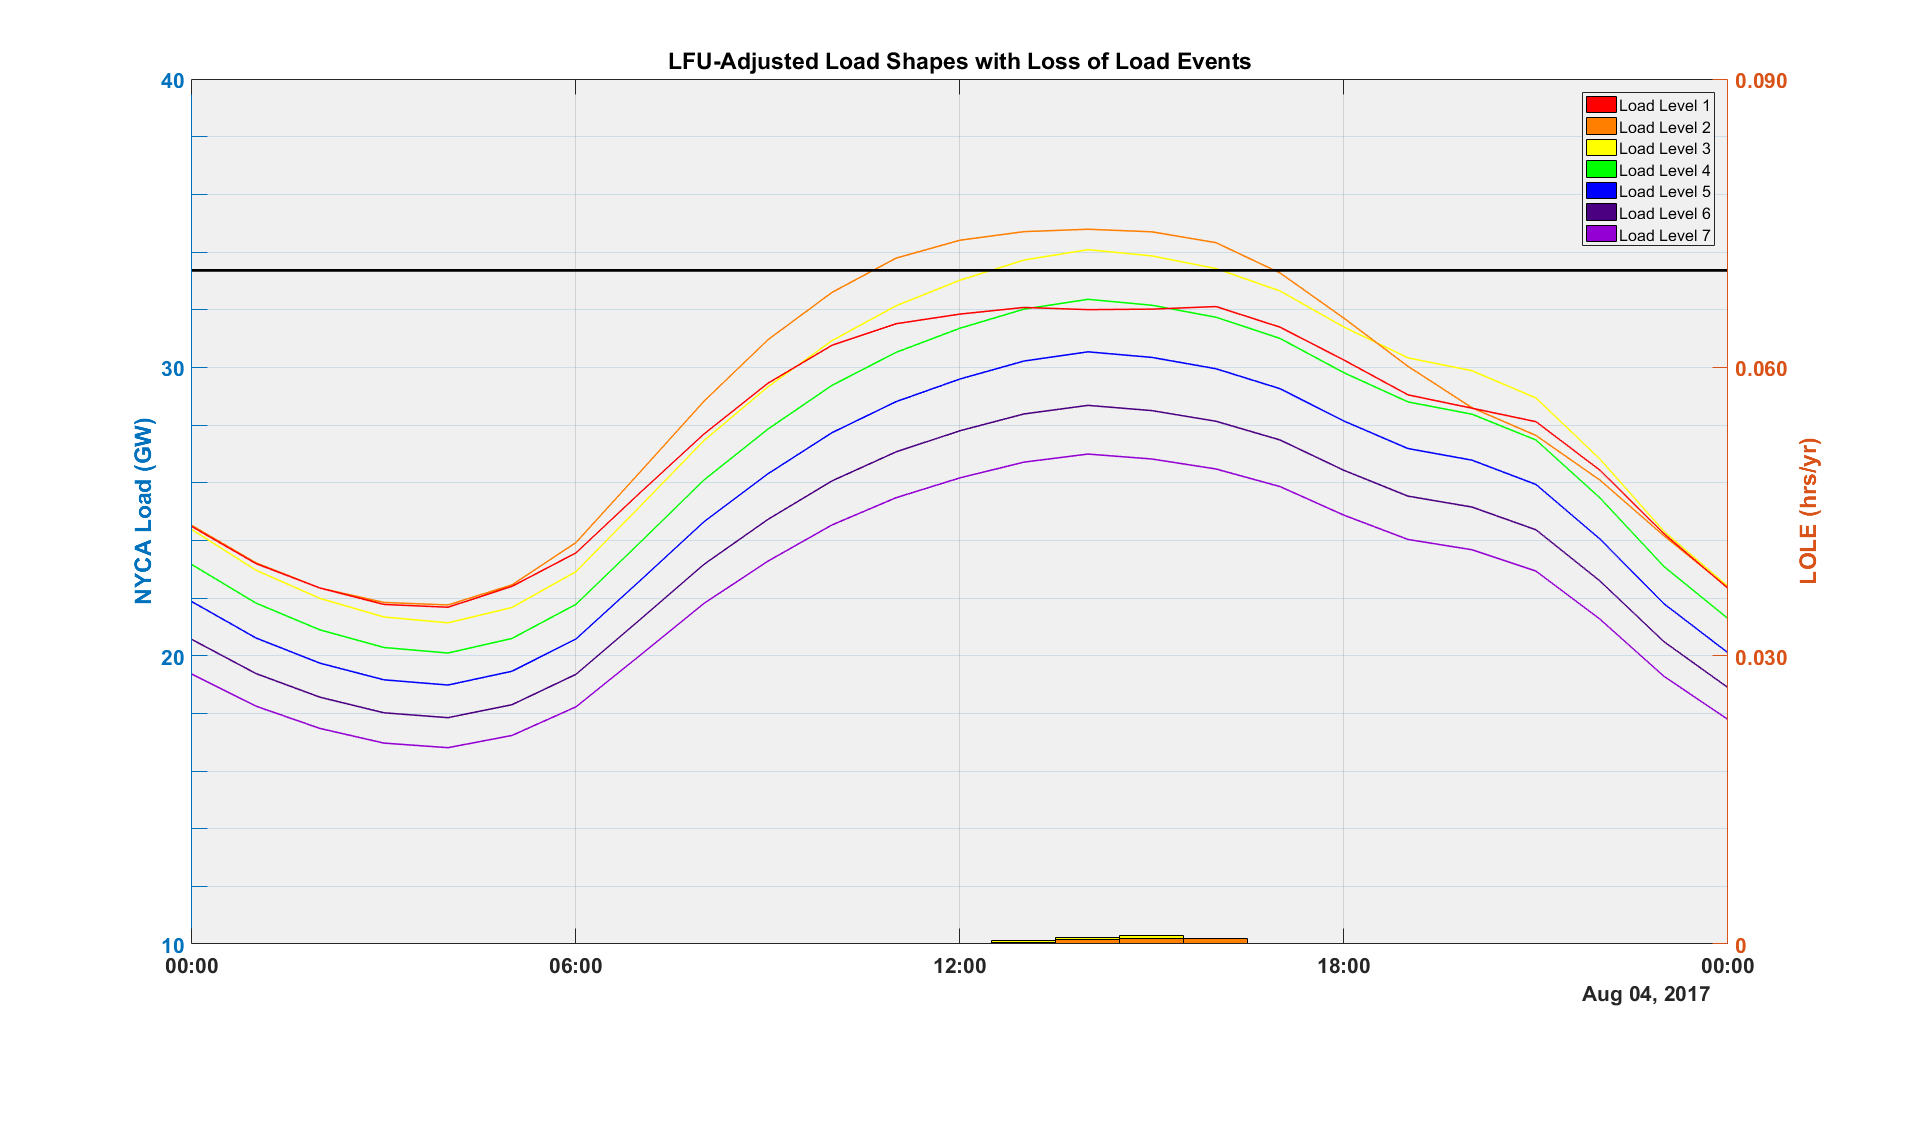 LFU-Adjusted Load Shapes with Loss of Load Events
40
30
20
10
NYCA Load (GW)
0.090
0.060
0.030
0
LOLE (hrs/yr)
Load Level 1
Load Level 2
Load Level 3
Load Level 4
Load Level 5
Load Level 6
Load Level 7
00:00 06:00 12:00 18:00 00:00
Aug 04, 2017